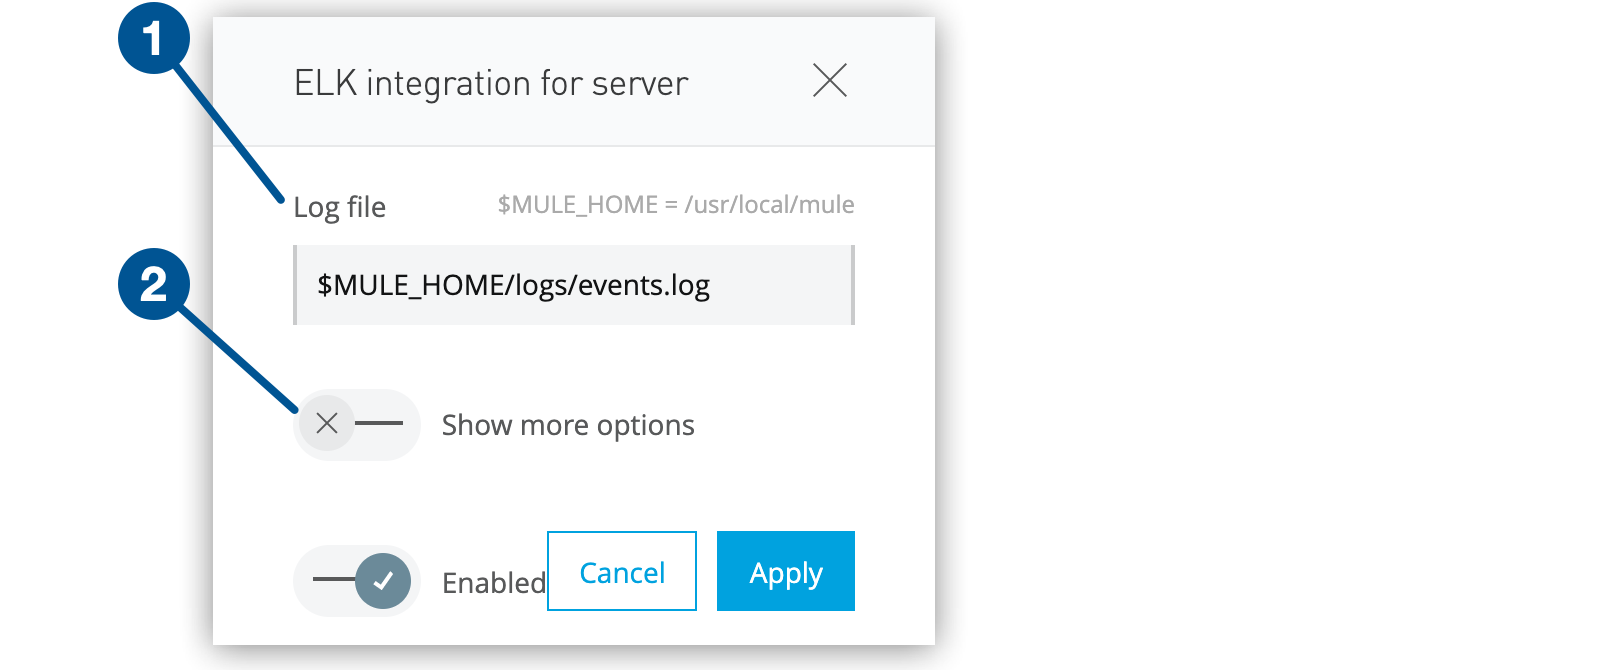 1
ELK integration for server
Log file $MULE_HOME = /usr/local/mule
$MULE_HOME/logs/events.log
2
Show more options
Enabled Cancel Apply